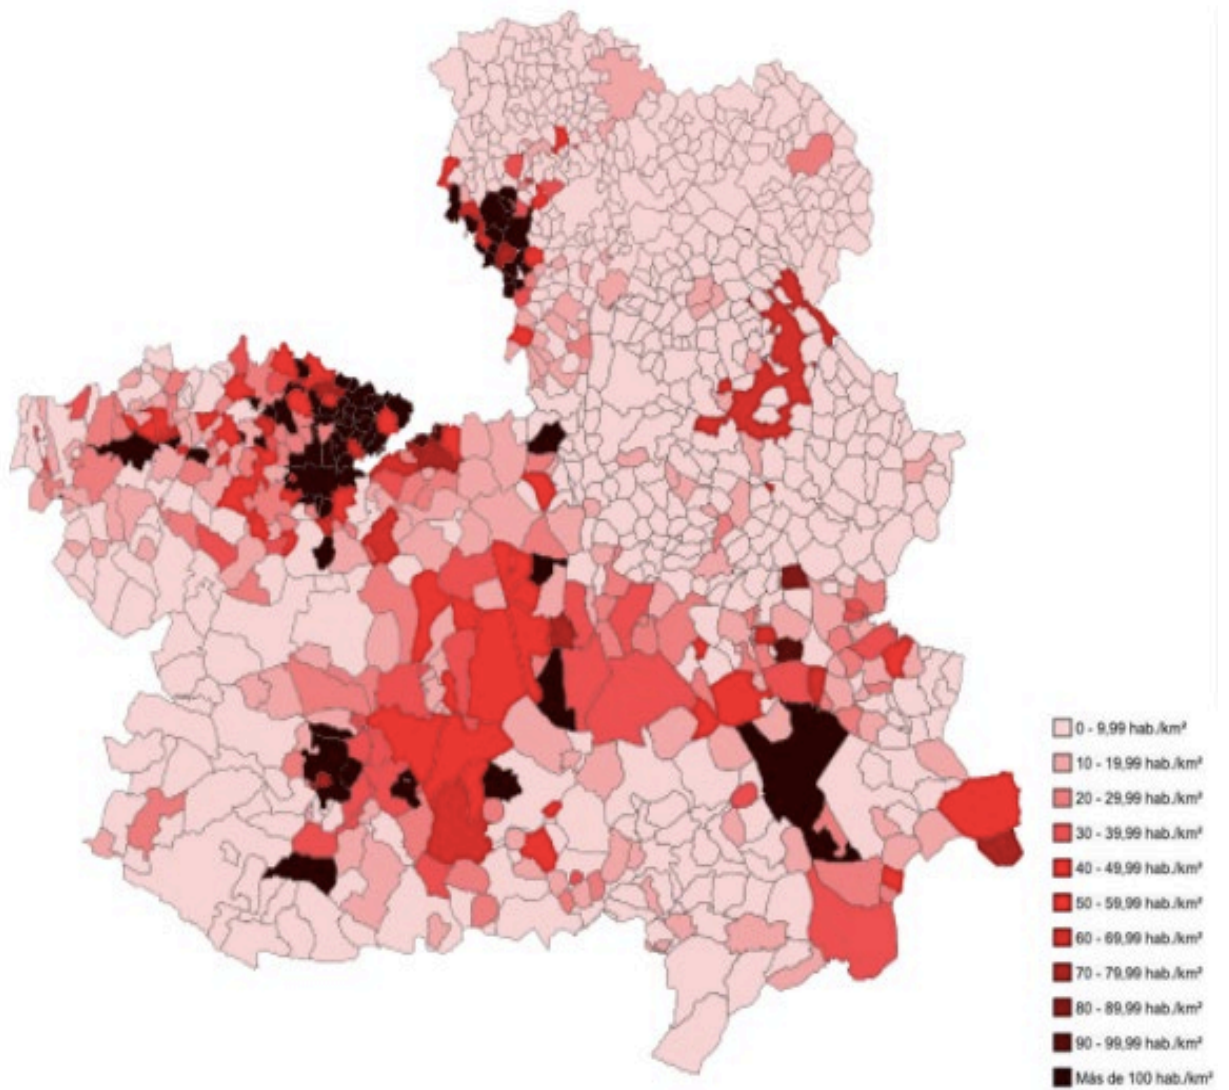 0 - 9,99 hab./km²
10 - 19,99 hab./km²
20 - 29,99 hab./km²
30 - 39,99 hab./km²
40 - 49,99 hab./km²
50 - 59,99 hab./km²
60 - 69,99 hab./km²
70 - 79,99 hab./km²
80 - 89,99 hab./km²
90 - 99,99 hab./km²
Más de 100 hab./km²